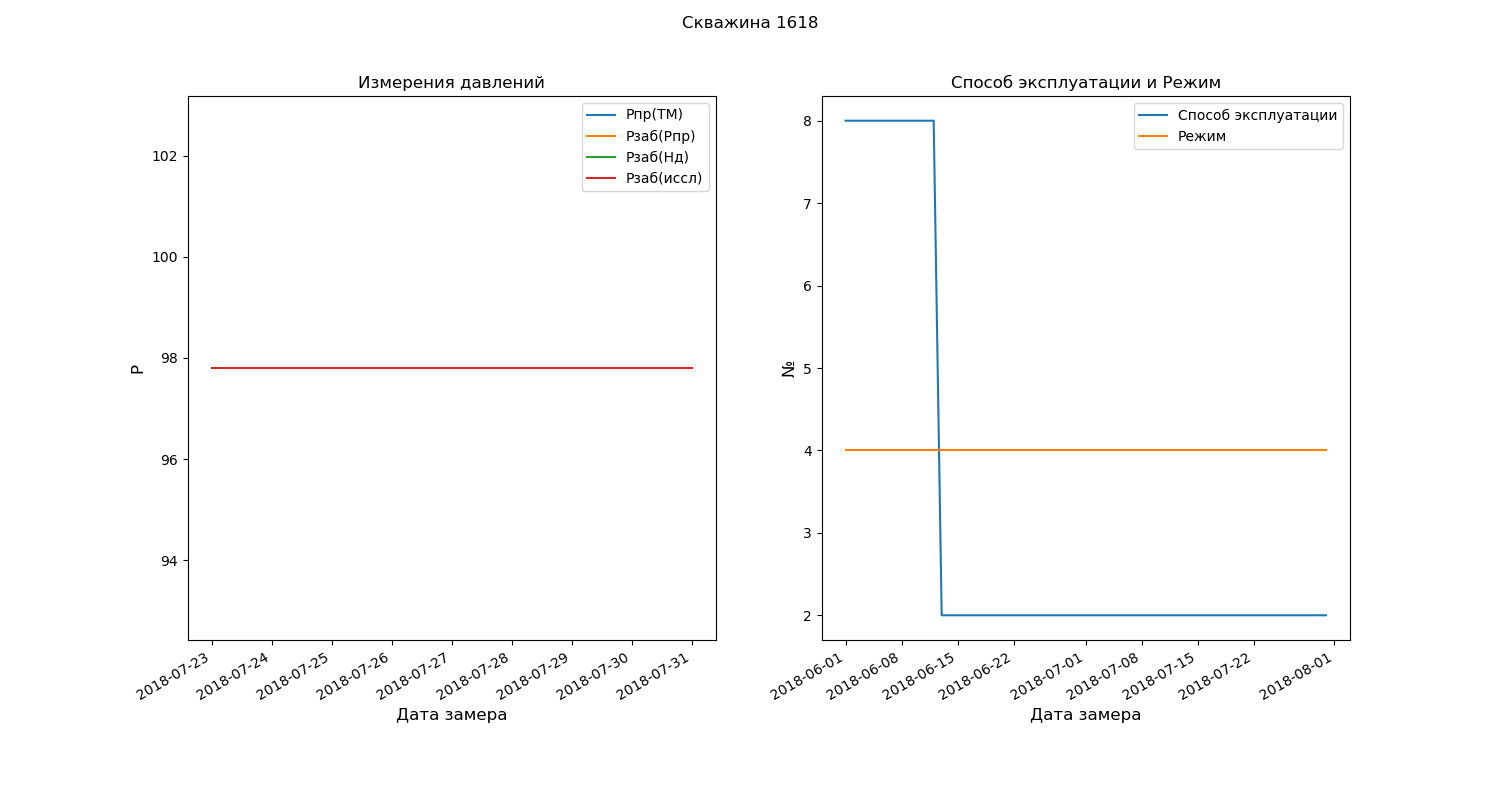 Скважина 1618
Измерения давлений
Рпр(ТМ)
Рзаб(Рпр)
Рзаб(Нд)
Рзаб(иссл)
102
100
98
96
94
Р
2018-07-23
2018-07-24
2018-07-25
2018-07-26
2018-07-27
2018-07-28
2018-07-29
2018-07-30
2018-07-31
Дата замера
Способ эксплуатации и Режим
Способ эксплуатации
Режим
8
7
6
5
4
3
2
№
2018-06-01
2018-06-08
2018-06-15
2018-06-22
2018-07-01
2018-07-08
2018-07-15
2018-07-22
2018-08-01
Дата замера